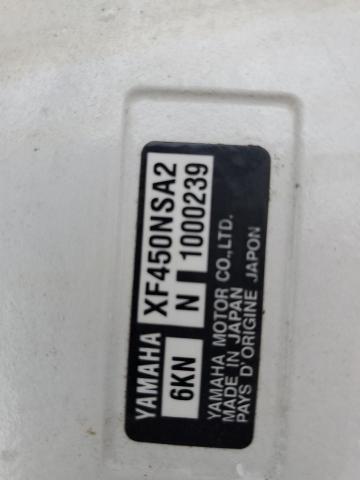 YAMAHA XF450NSA2
6KN N 1000239
YAMAHA MOTOR CO.,LTD.
MADE IN JAPAN
PAYS D'ORIGINE JAPON